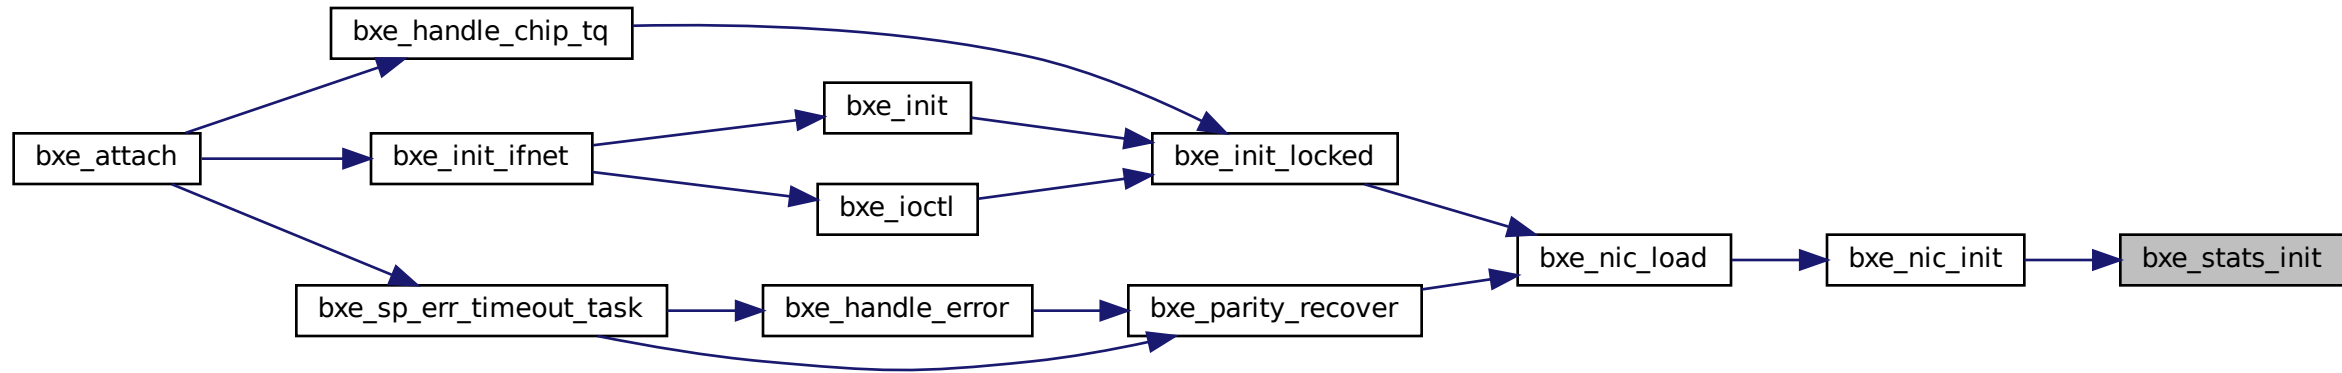 bxe_handle_chip_tq
bxe_init
bxe_attach
bxe_init_ifnet
bxe_init_locked
bxe_ioctl
bxe_nic_load
bxe_nic_init
bxe_stats_init
bxe_sp_err_timeout_task
bxe_handle_error
bxe_parity_recover